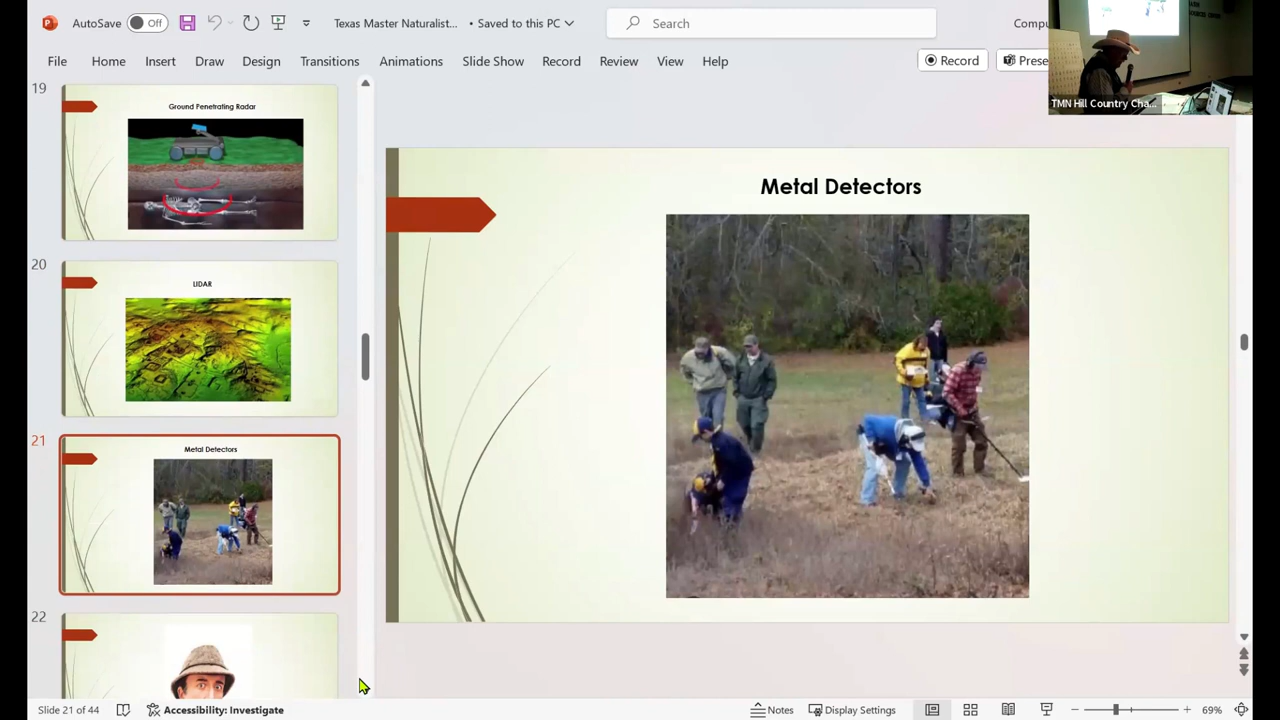 AutoSave Off Texas Master Naturalist... • Saved to this PC Search Compu
File Home Insert Draw Design Transitions Animations Slide Show Record Review View Help Record Prese
TMN Hill Country Cha...
19
Ground Penetrating Radar
20
LIDAR
21
Metal Detectors
22
Metal Detectors
Slide 21 of 44 Accessibility: Investigate Notes Display Settings 69%